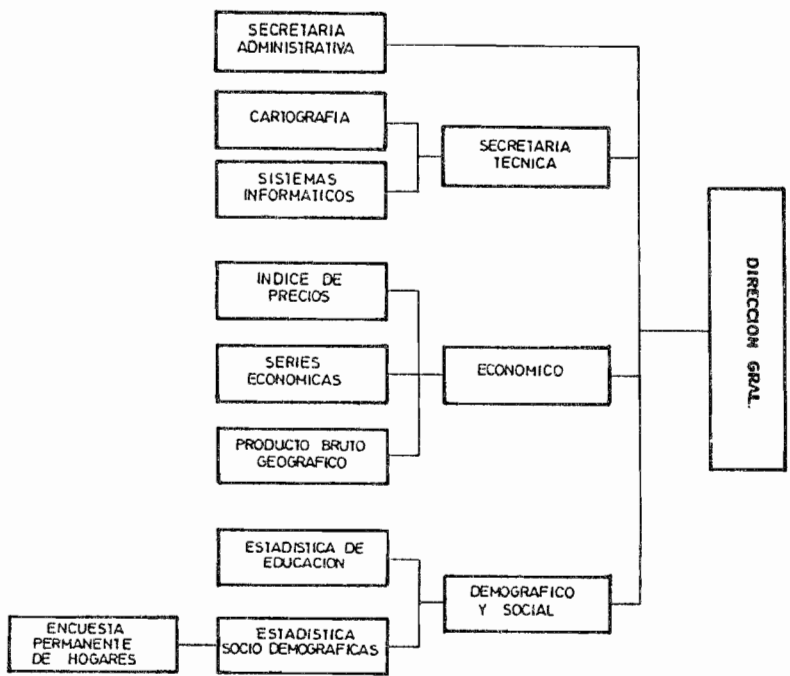 SECRETARIA
ADMINISTRATIVA
CARTOGRAFIA
SECRETARIA
TECNICA
SISTEMAS
INFORMATICOS
DIRECCION GRAL.
INDICE DE
PRECIOS
SERIES
ECONOMICAS
ECONOMICO
PRODUCTO BRUTO
GEOGRAFICO
ESTADISTICA DE
EDUCACION
DEMOGRAFICO
Y SOCIAL
ENCUESTA
PERMANENTE
DE HOGARES
ESTADISTICA
SOCIO DEMOGRAFICAS